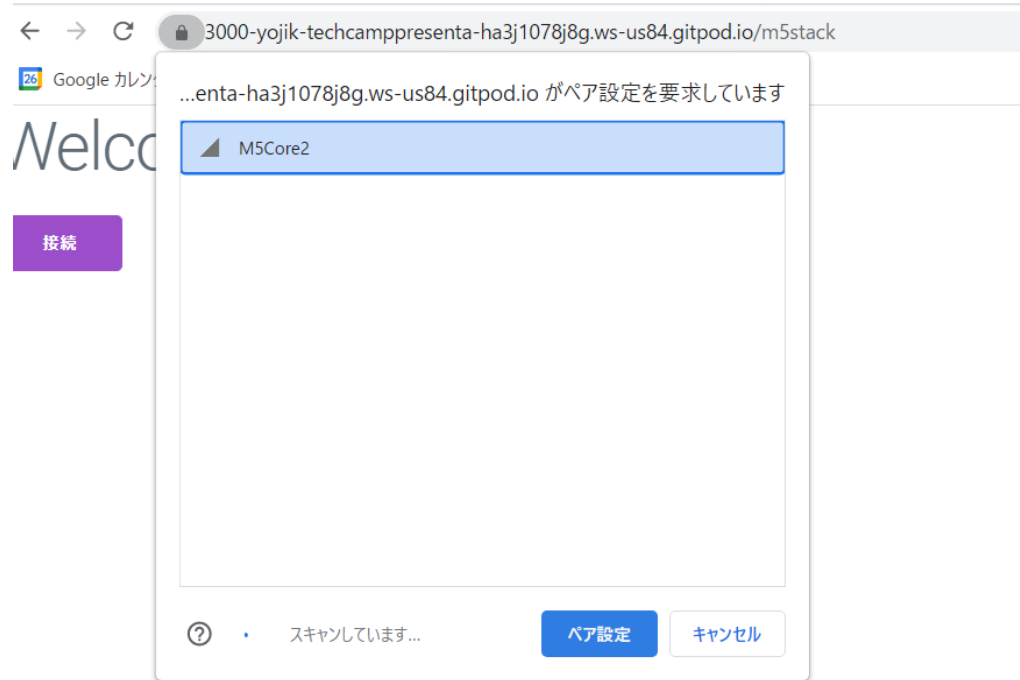 3000-yojik-techcamppresenta-ha3j1078j8g.ws-us84.gitpod.io/m5stack
26 Google カレン
...enta-ha3j1078j8g.ws-us84.gitpod.io がペア設定を要求しています
Welco
M5Core2
接続
スキャンしています...
ペア設定
キャンセル